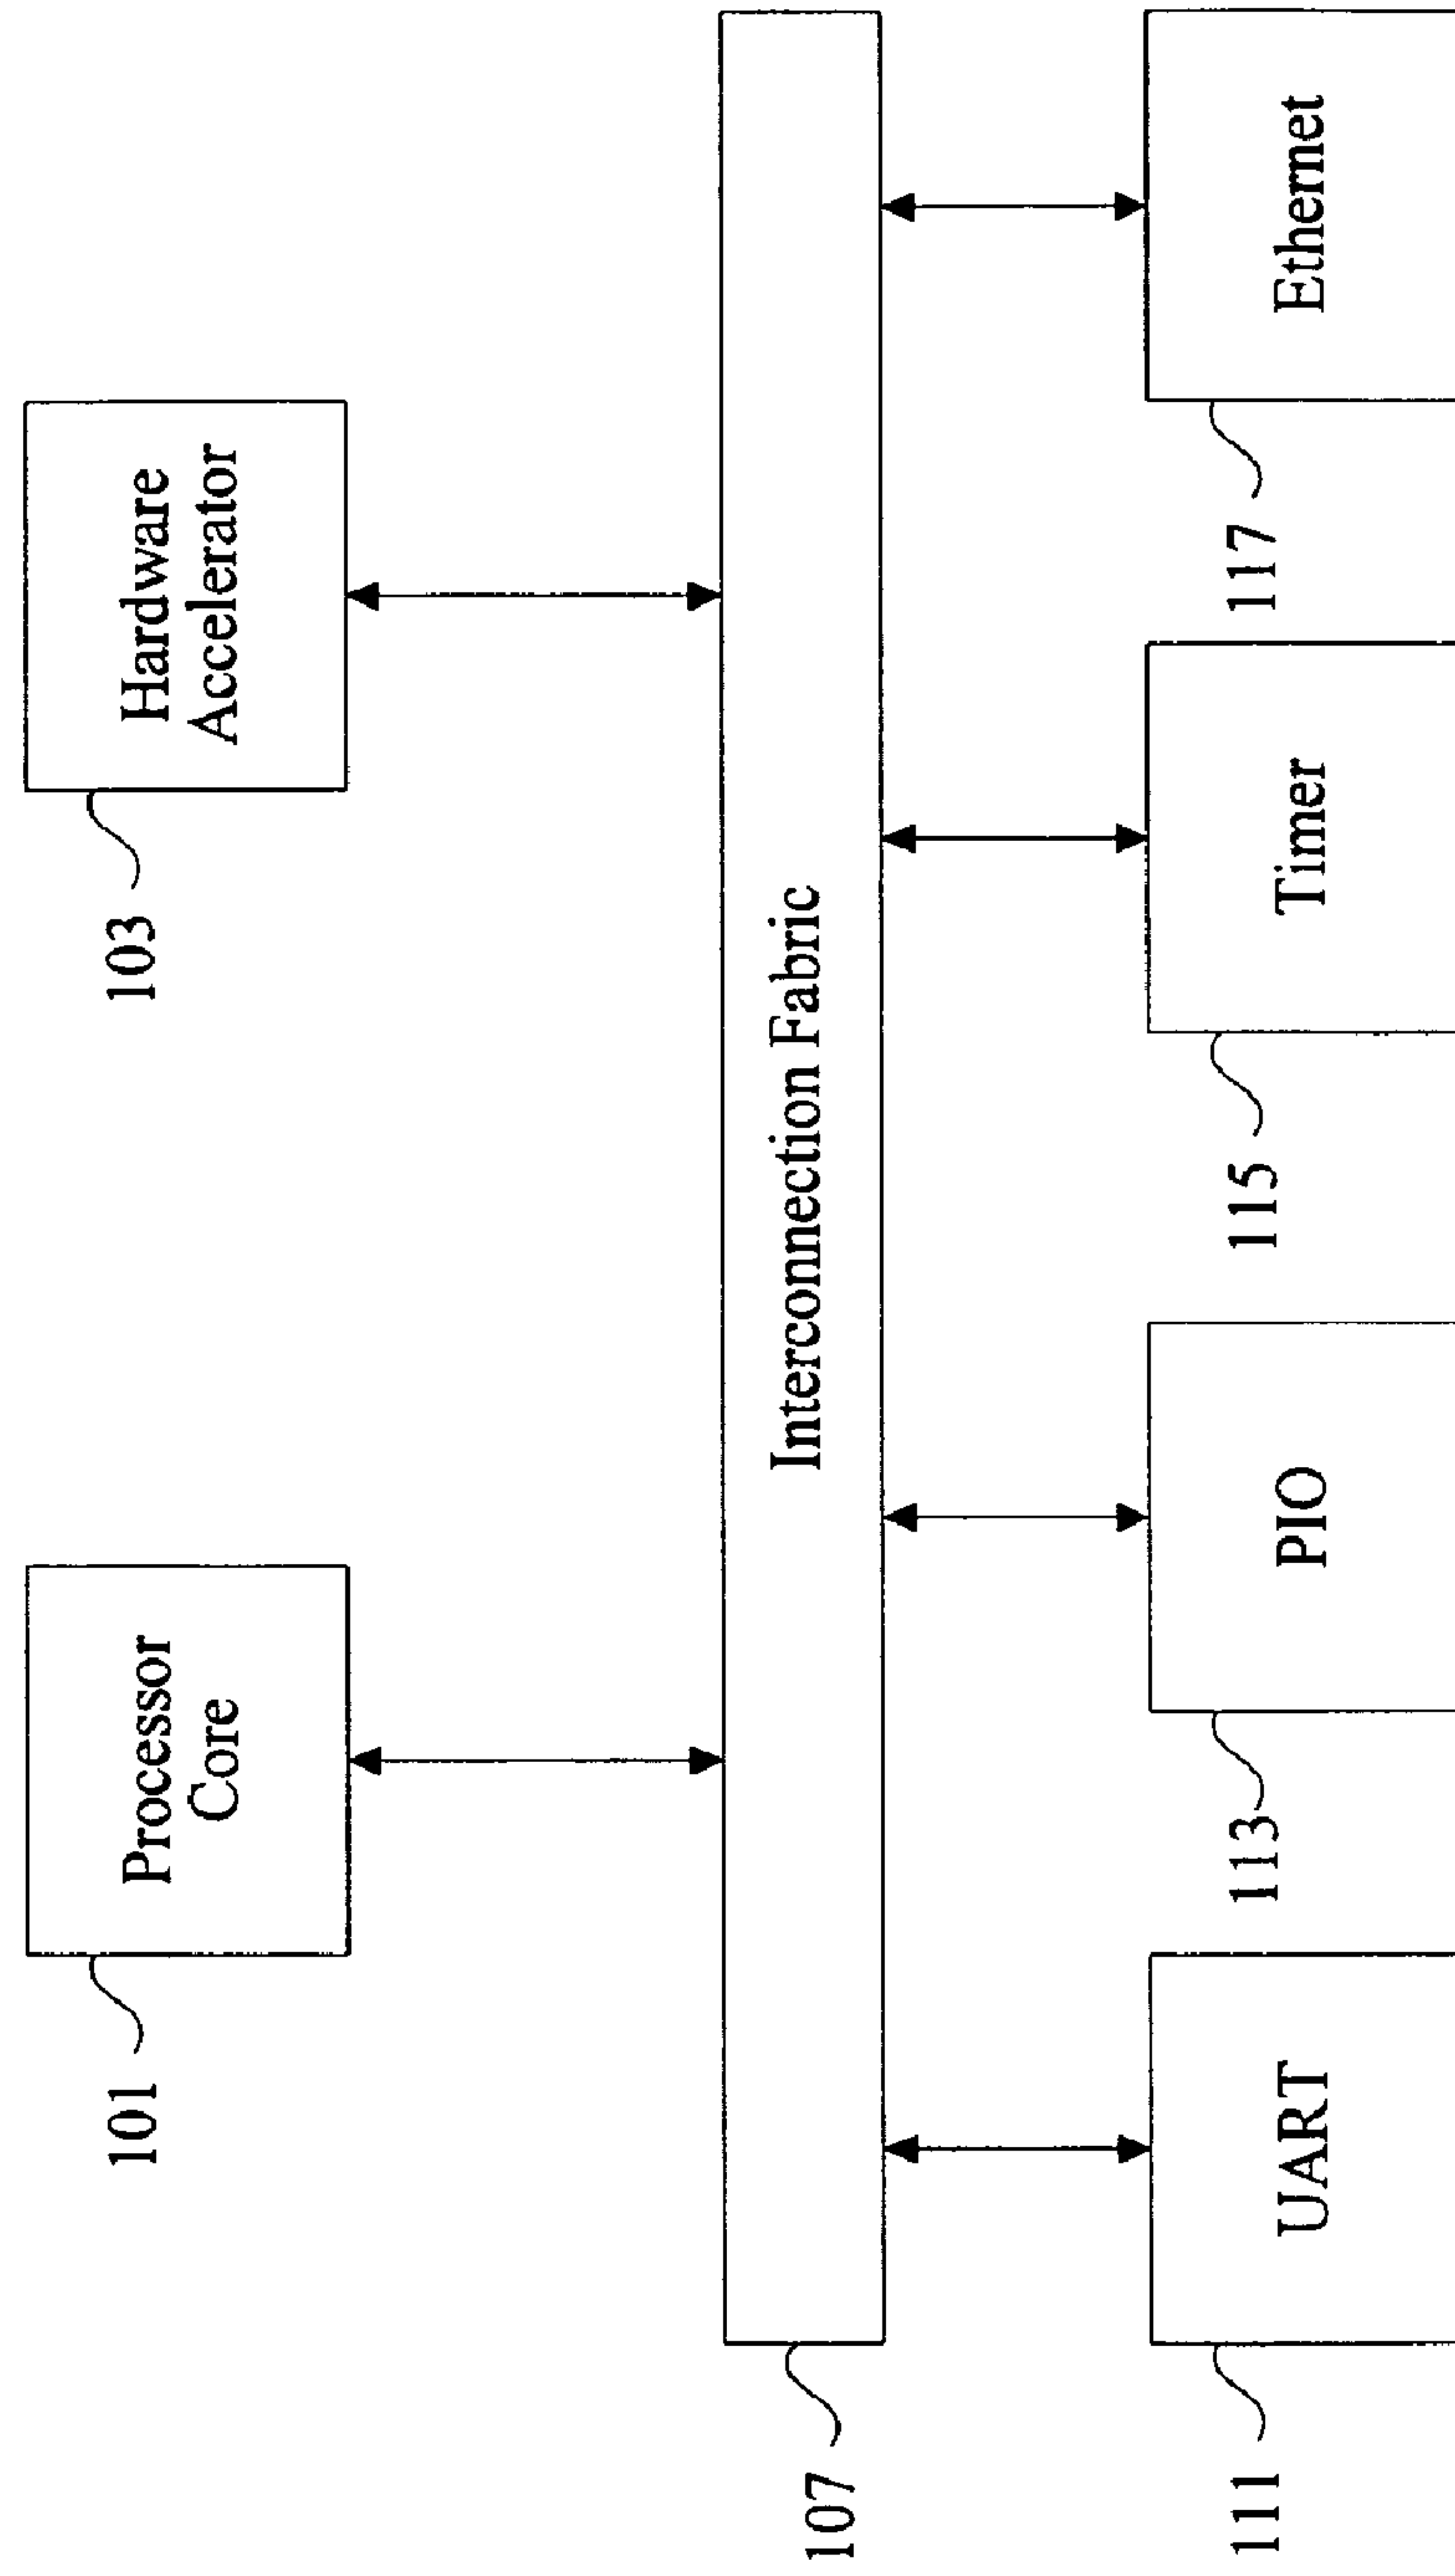 Processor
Core
101
Hardware
Accelerator
103
Interconnection Fabric
107
UART
111
PIO
113
Timer
115
Ethernet
117